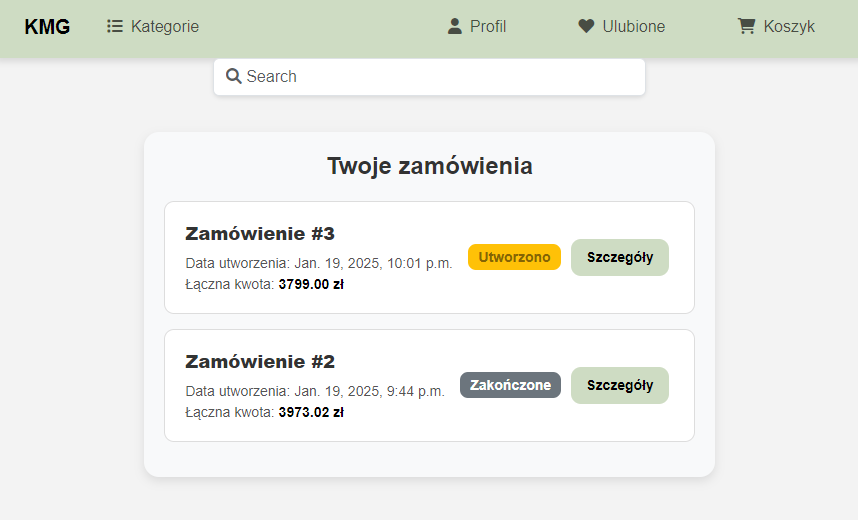 KMG Kategorie Profil Ulubione Koszyk
Search
Twoje zamówienia
Zamówienie #3
Data utworzenia: Jan. 19, 2025, 10:01 p.m.
Łączna kwota: 3799.00 zł
Utworzono
Szczegóły
Zamówienie #2
Data utworzenia: Jan. 19, 2025, 9:44 p.m.
Łączna kwota: 3973.02 zł
Zakończone
Szczegóły